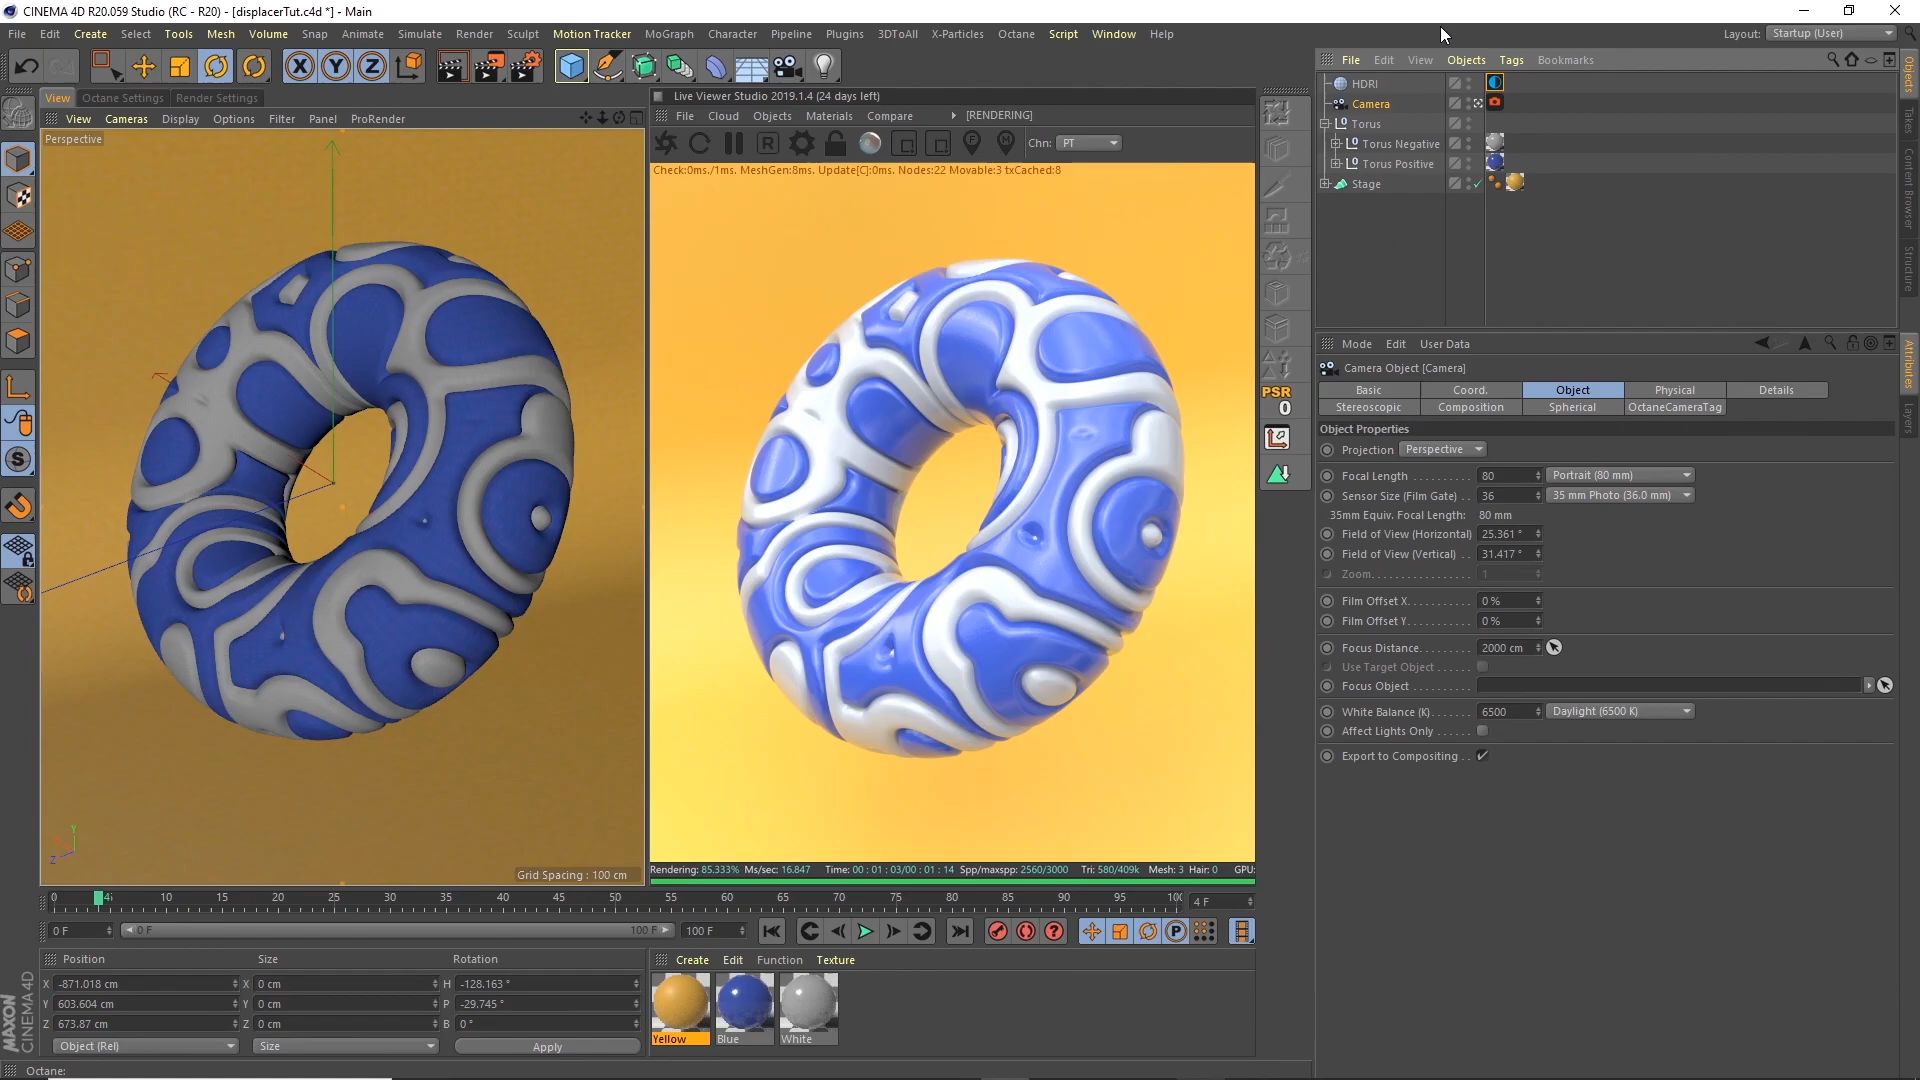 CINEMA 4D R20.059 Studio (RC - R20) - [displacerTut.c4d *] - Main
File Edit Create Select Tools Mesh Volume Snap Animate Simulate Render Sculpt Motion Tracker MoGraph Character Pipeline Plugins 3DToAll X-Particles Octane Script Window Help
Layout: Startup (User)
File Edit View Objects Tags Bookmarks
HDRI
Camera
Torus
Torus Negative
Torus Positive
Stage
Objects
Takes
Content Browser
Structure
View Octane Settings Render Settings
View Cameras Display Options Filter Panel ProRender
Perspective
Grid Spacing : 100 cm
Live Viewer Studio 2019.1.4 (24 days left)
File Cloud Objects Materials Compare [RENDERING]
Chn: PT
Check:0ms./1ms. MeshGen:8ms. Update[C]:0ms. Nodes:22 Movable:3 txCached:8
Rendering: 85.333% Ms/sec: 16.847 Time: 00 : 01 : 03/00 : 01 : 14 Spp/maxspp: 2560/3000 Tri: 580/409k Mesh: 3 Hair: 0 GPU:
PSR
0
Mode Edit User Data
Attributes
Layers
Camera Object [Camera]
Basic Coord. Object Physical Details
Stereoscopic Composition Spherical OctaneCameraTag
Object Properties
Projection Perspective
Focal Length . . . . . . . . . . 80 Portrait (80 mm)
Sensor Size (Film Gate) . . 36 35 mm Photo (36.0 mm)
35mm Equiv. Focal Length: 80 mm
Field of View (Horizontal) 25.361 °
Field of View (Vertical) . . 31.417 °
Zoom. . . . . . . . . . . . . . . . 1
Film Offset X. . . . . . . . . . 0 %
Film Offset Y. . . . . . . . . . 0 %
Focus Distance. . . . . . . . 2000 cm
Use Target Object . . . . . .
Focus Object . . . . . . . . . .
White Balance (K). . . . . . . 6500 Daylight (6500 K)
Affect Lights Only . . . . . .
Export to Compositing . .
0 5 10 15 20 25 30 35 40 45 50 55 60 65 70 75 80 85 90 95 100
4 F
0 F 0 F 100 F 100 F
Position Size Rotation
X -871.018 cm X 0 cm H -128.163 °
Y 603.604 cm Y 0 cm P -29.745 °
Z 673.87 cm Z 0 cm B 0 °
Object (Rel) Size Apply
Create Edit Function Texture
Yellow Blue White
MAXON
CINEMA 4D
Octane: